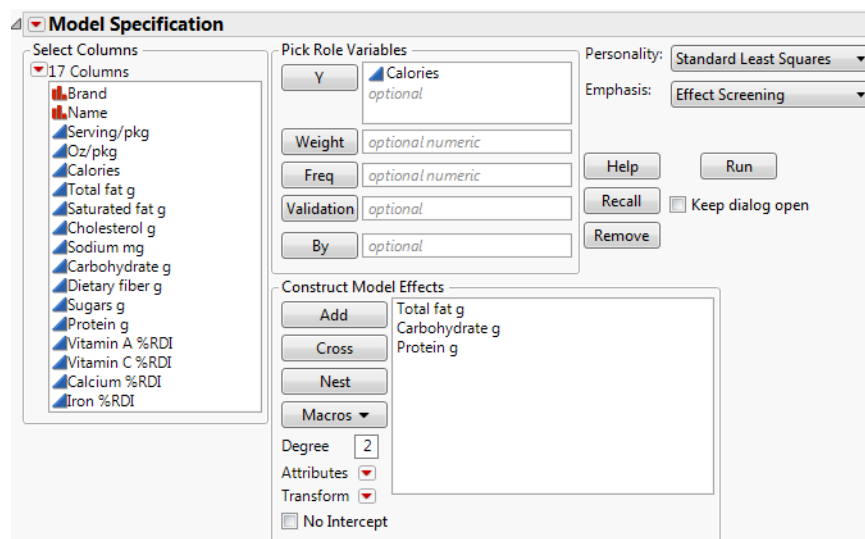 Model Specification
Select Columns
17 Columns
Brand
Name
Serving/pkg
Oz/pkg
Calories
Total fat g
Saturated fat g
Cholesterol g
Sodium mg
Carbohydrate g
Dietary fiber g
Sugars g
Protein g
Vitamin A %RDI
Vitamin C %RDI
Calcium %RDI
Iron %RDI
Pick Role Variables
Y
Calories
optional
Weight optional numeric
Freq optional numeric
Validation optional
By optional
Personality: Standard Least Squares
Emphasis: Effect Screening
Help Run
Recall Keep dialog open
Remove
Construct Model Effects
Add
Cross
Nest
Macros
Total fat g
Carbohydrate g
Protein g
Degree 2
Attributes
Transform
No Intercept